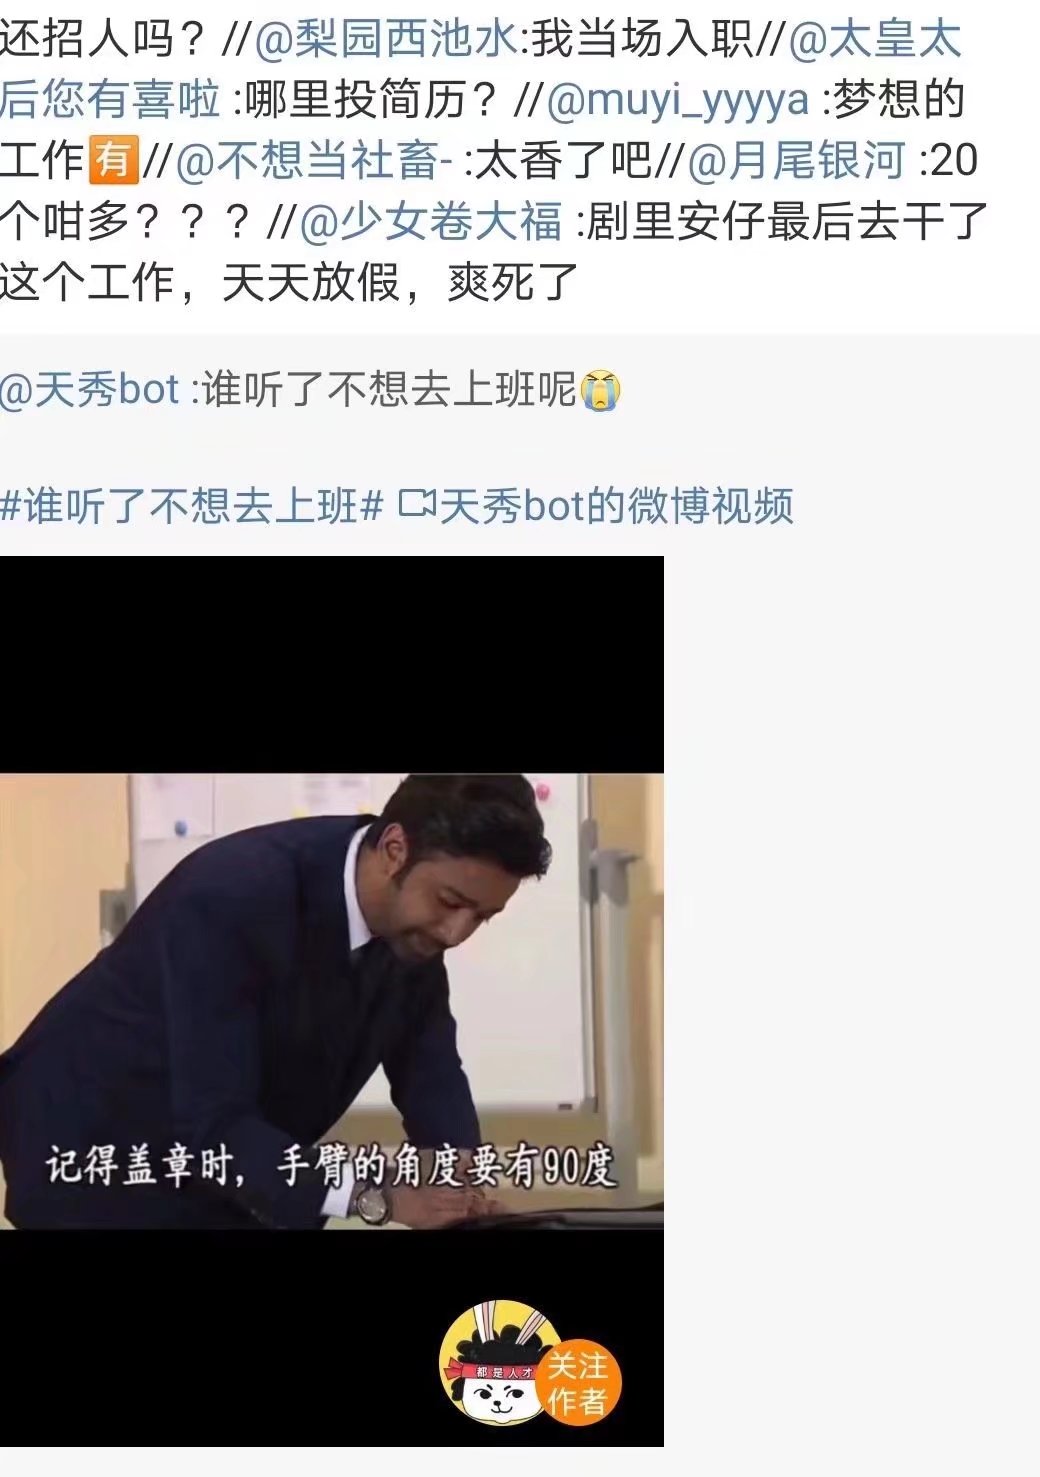 还招人吗？//@梨园西池水:我当场入职//@太皇太
后您有喜啦 :哪里投简历？//@muyi_yyyya :梦想的
工作🈶//@不想当社畜- :太香了吧//@月尾银河 :20
个咁多？？？//@少女卷大福 :剧里安仔最后去干了
这个工作，天天放假，爽死了
@天秀bot :谁听了不想去上班呢😭
#谁听了不想去上班# 天秀bot的微博视频
记得盖章时，手臂的角度要有90度
都是人才
关注
作者